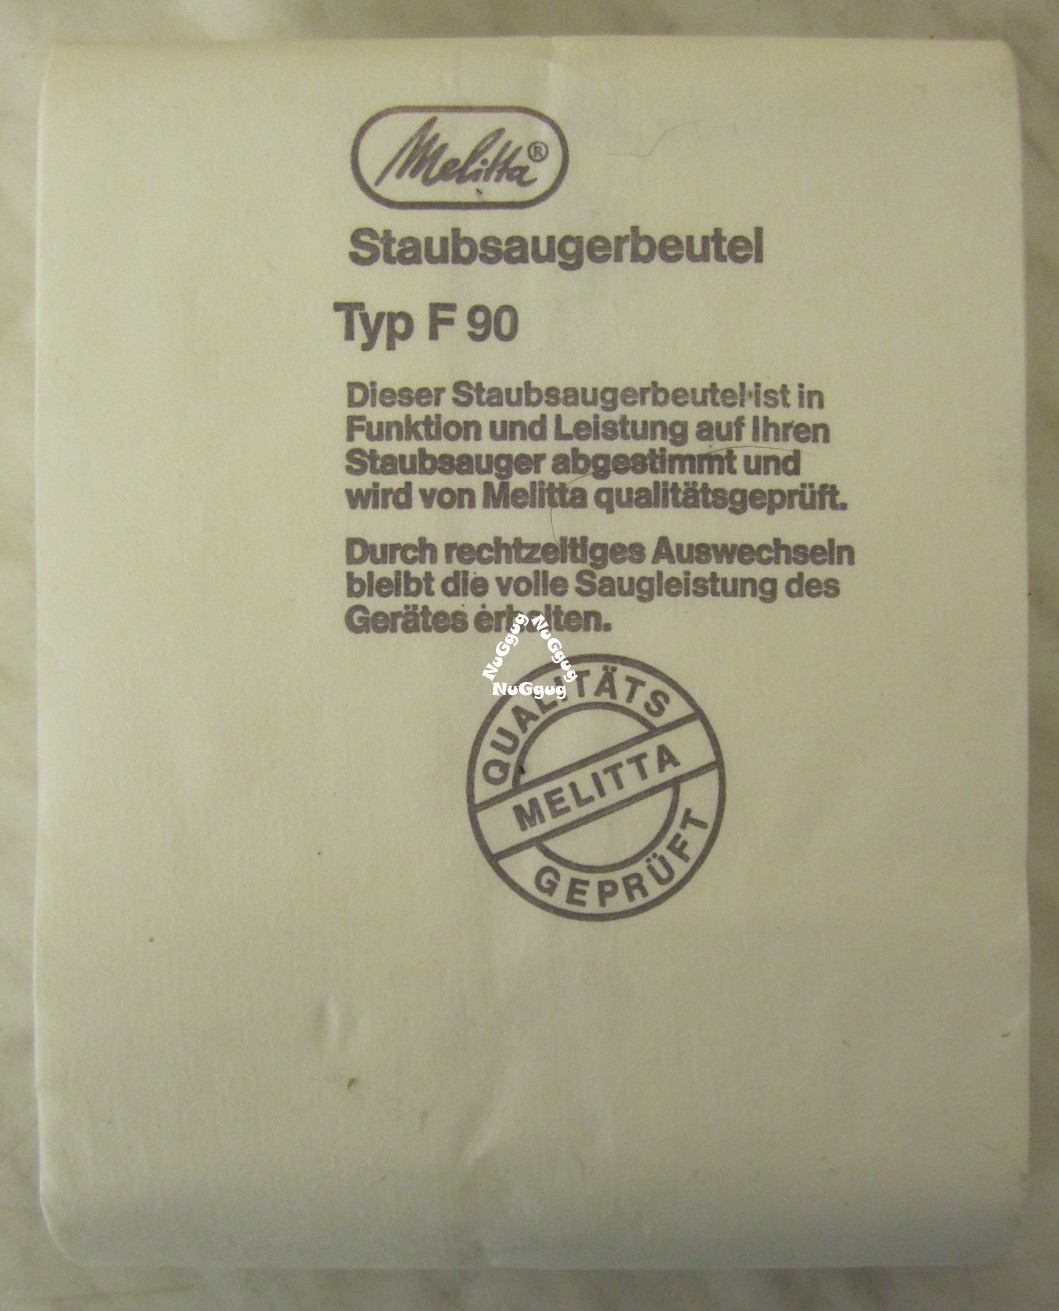 Melitta®
Staubsaugerbeutel
Typ F 90
Dieser Staubsaugerbeutel ist in
Funktion und Leistung auf Ihren
Staubsauger abgestimmt und
wird von Melitta qualitätsgeprüft.
Durch rechtzeitiges Auswechseln
bleibt die volle Saugleistung des
Gerätes erhalten.
NuGgug
NuGgug
NuGgug
QUALITÄTS
MELITTA
GEPRÜFT